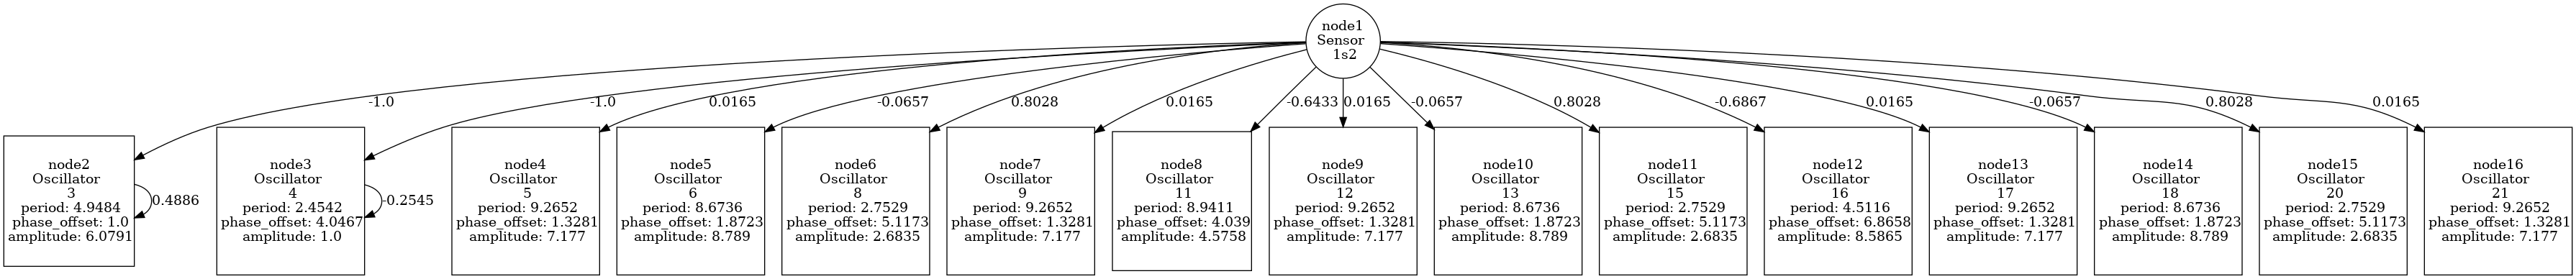 node1
Sensor
1s2
-1.0
-1.0
0.0165
-0.0657
0.8028
0.0165
-0.6433
0.0165
-0.0657
0.8028
-0.6867
0.0165
-0.0657
0.8028
0.0165
node2
Oscillator
3
period: 4.9484
phase_offset: 1.0
amplitude: 6.0791
0.4886
node3
Oscillator
4
period: 2.4542
phase_offset: 4.0467
amplitude: 1.0
-0.2545
node4
Oscillator
5
period: 9.2652
phase_offset: 1.3281
amplitude: 7.177
node5
Oscillator
6
period: 8.6736
phase_offset: 1.8723
amplitude: 8.789
node6
Oscillator
8
period: 2.7529
phase_offset: 5.1173
amplitude: 2.6835
node7
Oscillator
9
period: 9.2652
phase_offset: 1.3281
amplitude: 7.177
node8
Oscillator
11
period: 8.9411
phase_offset: 4.039
amplitude: 4.5758
node9
Oscillator
12
period: 9.2652
phase_offset: 1.3281
amplitude: 7.177
node10
Oscillator
13
period: 8.6736
phase_offset: 1.8723
amplitude: 8.789
node11
Oscillator
15
period: 2.7529
phase_offset: 5.1173
amplitude: 2.6835
node12
Oscillator
16
period: 4.5116
phase_offset: 6.8658
amplitude: 8.5865
node13
Oscillator
17
period: 9.2652
phase_offset: 1.3281
amplitude: 7.177
node14
Oscillator
18
period: 8.6736
phase_offset: 1.8723
amplitude: 8.789
node15
Oscillator
20
period: 2.7529
phase_offset: 5.1173
amplitude: 2.6835
node16
Oscillator
21
period: 9.2652
phase_offset: 1.3281
amplitude: 7.177